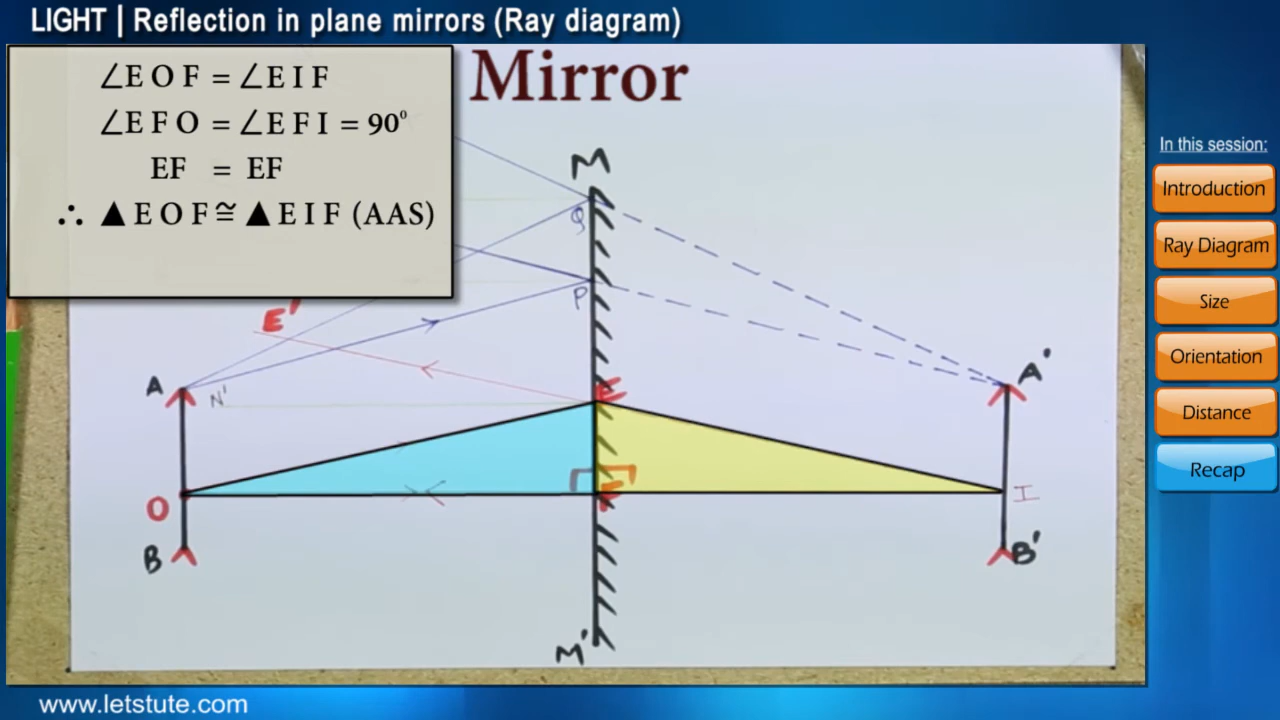 LIGHT | Reflection in plane mirrors (Ray diagram)
∠E O F = ∠E I F
∠E F O = ∠E F I = 90⁰
EF = EF
∴ ▲ E O F ≅ ▲ E I F (AAS)
Mirror
M
Q
P
E'
A
N'
E
A'
O
F
I
B
B'
M'
In this session:
Introduction
Ray Diagram
Size
Orientation
Distance
Recap
www.letstute.com